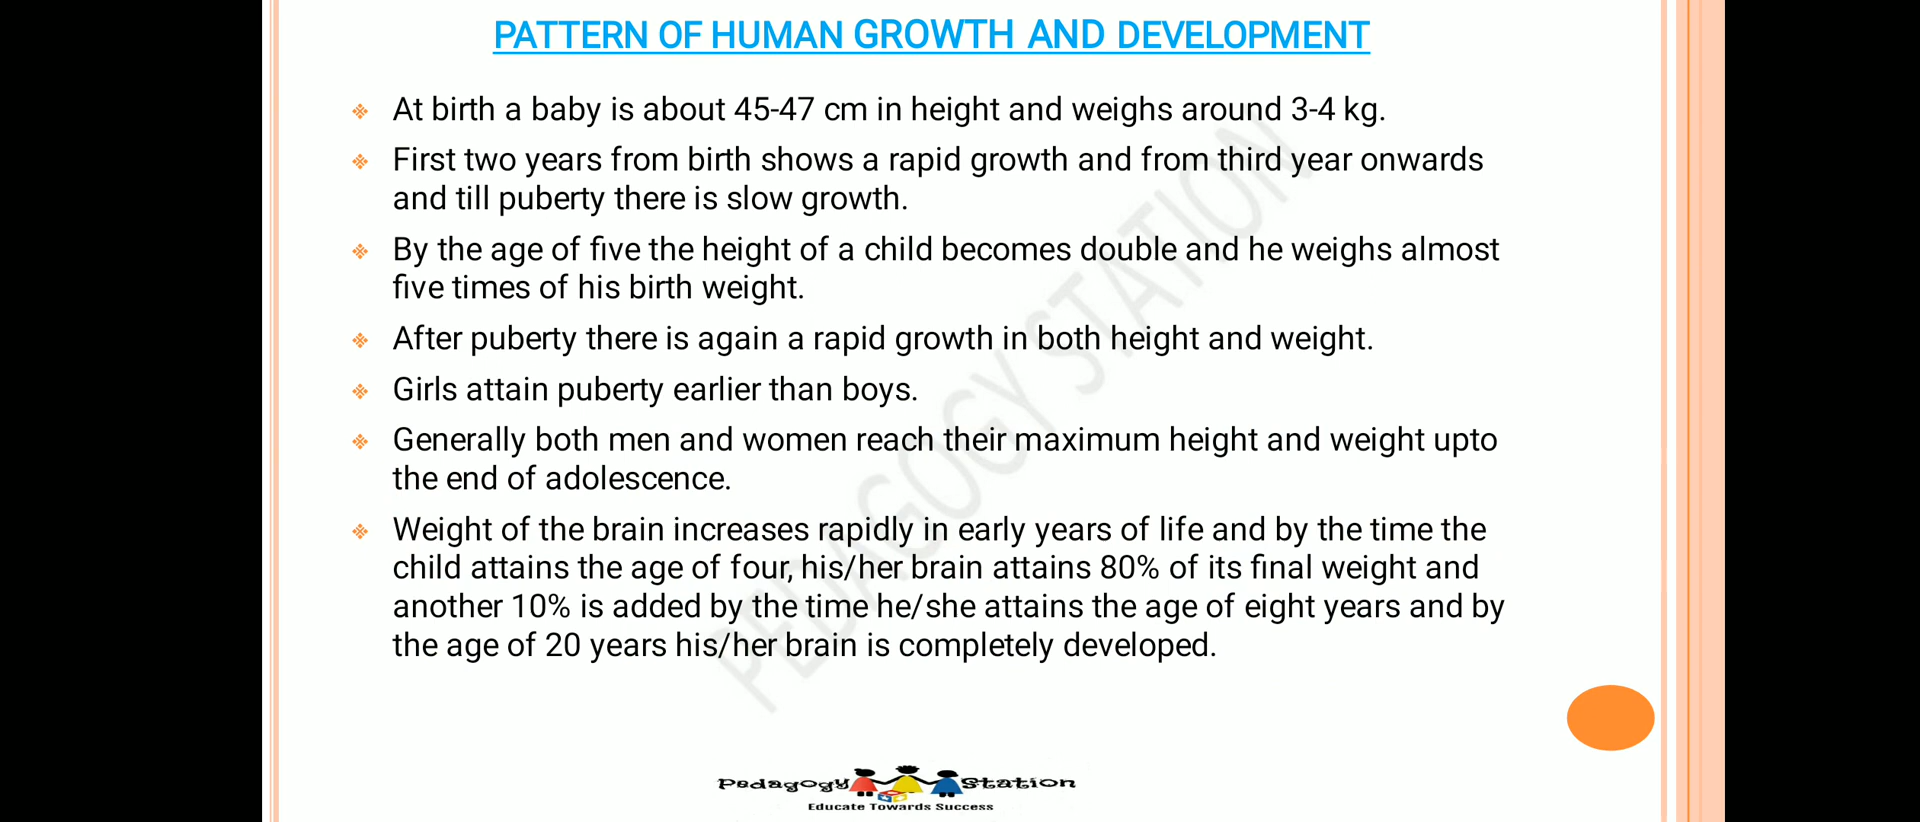 PATTERN OF HUMAN GROWTH AND DEVELOPMENT
At birth a baby is about 45-47 cm in height and weighs around 3-4 kg.
First two years from birth shows a rapid growth and from third year onwards
and till puberty there is slow growth.
By the age of five the height of a child becomes double and he weighs almost
five times of his birth weight.
After puberty there is again a rapid growth in both height and weight.
Girls attain puberty earlier than boys.
Generally both men and women reach their maximum height and weight upto
the end of adolescence.
Weight of the brain increases rapidly in early years of life and by the time the
child attains the age of four, his/her brain attains 80% of its final weight and
another 10% is added by the time he/she attains the age of eight years and by
the age of 20 years his/her brain is completely developed.
PEDAGOGY STATION
Pedagogy Station
Educate Towards Success